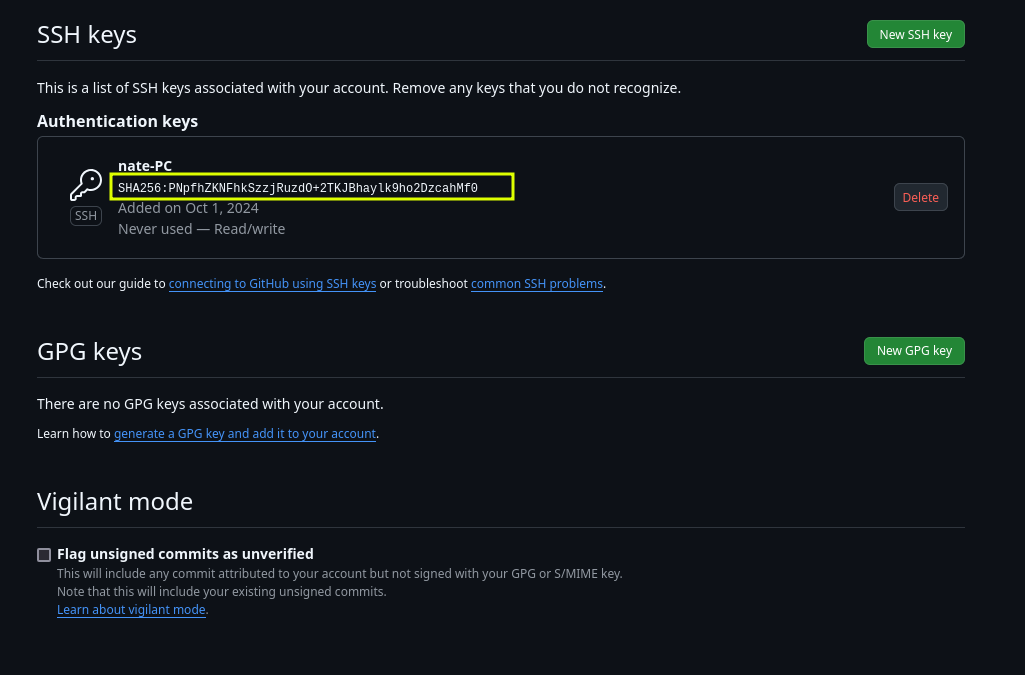 SSH keys
New SSH key
This is a list of SSH keys associated with your account. Remove any keys that you do not recognize.
Authentication keys
nate-PC
SHA256:PNpfhZKNFhkSzzjRuzdO+2TKJBhaylk9ho2DzcahMf0
SSH
Added on Oct 1, 2024
Never used — Read/write
Delete
Check out our guide to connecting to GitHub using SSH keys or troubleshoot common SSH problems.
GPG keys
New GPG key
There are no GPG keys associated with your account.
Learn how to generate a GPG key and add it to your account.
Vigilant mode
Flag unsigned commits as unverified
This will include any commit attributed to your account but not signed with your GPG or S/MIME key.
Note that this will include your existing unsigned commits.
Learn about vigilant mode.